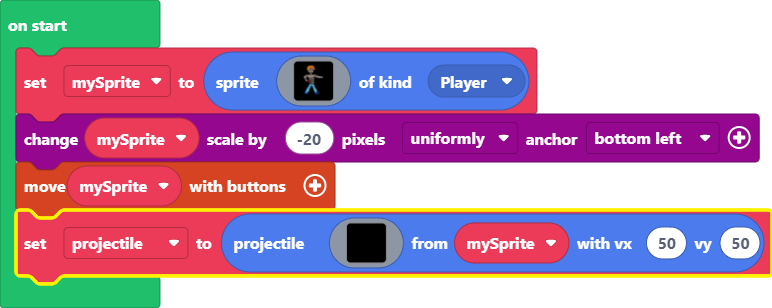 on start
set mySprite to sprite of kind Player
change mySprite scale by -20 pixels uniformly anchor bottom left
move mySprite with buttons
set projectile to projectile from mySprite with vx 50 vy 50